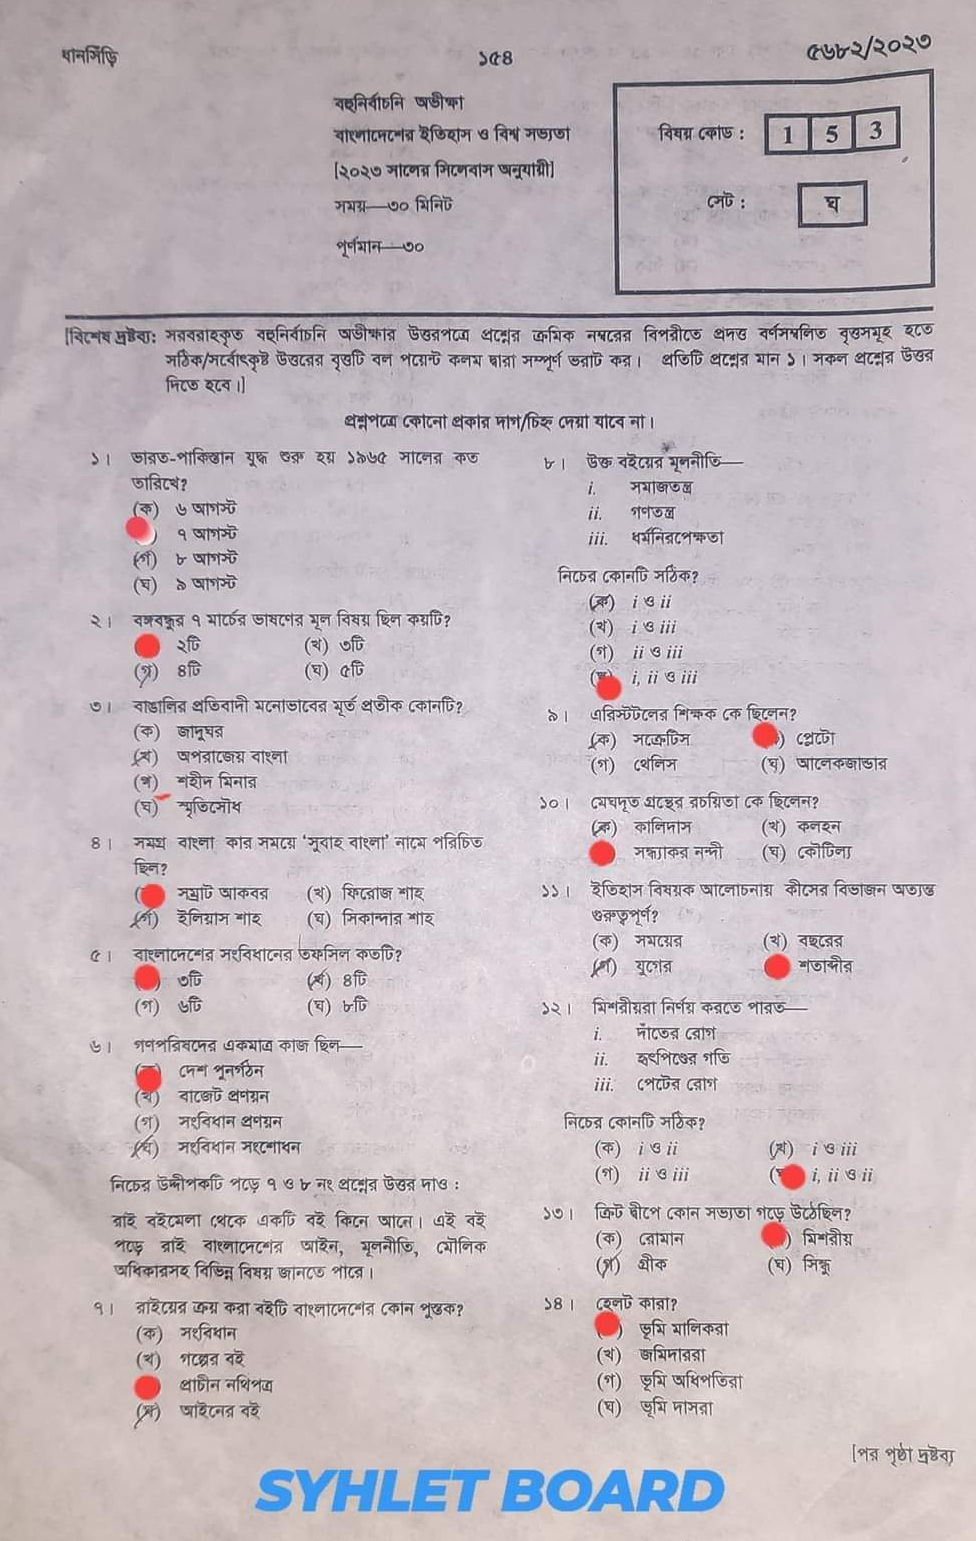 ধানসিঁড়ি
১৫৪
৫৬৮২/২০২৩
বহুনির্বাচনি অভীক্ষা
বাংলাদেশের ইতিহাস ও বিশ্ব সভ্যতা
[২০২৩ সালের সিলেবাস অনুযায়ী]
সময়—৩০ মিনিট
পূর্ণমান—৩০
বিষয় কোড : 1 5 3
সেট : ঘ
[বিশেষ দ্রষ্টব্য: সরবরাহকৃত বহুনির্বাচনি অভীক্ষার উত্তরপত্রে প্রশ্নের ক্রমিক নম্বরের বিপরীতে প্রদত্ত বর্ণসম্বলিত বৃত্তসমূহ হতে
সঠিক/সর্বোৎকৃষ্ট উত্তরের বৃত্তটি বল পয়েন্ট কলম দ্বারা সম্পূর্ণ ভরাট কর। প্রতিটি প্রশ্নের মান ১। সকল প্রশ্নের উত্তর
দিতে হবে।]
প্রশ্নপত্রে কোনো প্রকার দাগ/চিহ্ন দেয়া যাবে না।
১। ভারত-পাকিস্তান যুদ্ধ শুরু হয় ১৯৬৫ সালের কত
তারিখে?
(ক) ৬ আগস্ট
৭ আগস্ট
(গ) ৮ আগস্ট
(ঘ) ৯ আগস্ট
২। বঙ্গবন্ধুর ৭ মার্চের ভাষণের মূল বিষয় ছিল কয়টি?
২টি (খ) ৩টি
(গ) ৪টি (ঘ) ৫টি
৩। বাঙালির প্রতিবাদী মনোভাবের মূর্ত প্রতীক কোনটি?
(ক) জাদুঘর
(খ) অপরাজেয় বাংলা
(গ) শহীদ মিনার
(ঘ) স্মৃতিসৌধ
৪। সমগ্র বাংলা কার সময়ে ‘সুবাহ বাংলা’ নামে পরিচিত
ছিল?
সম্রাট আকবর (খ) ফিরোজ শাহ
(গ) ইলিয়াস শাহ (ঘ) সিকান্দার শাহ
৫। বাংলাদেশের সংবিধানের তফসিল কতটি?
৩টি (খ) ৪টি
(গ) ৬টি (ঘ) ৮টি
৬। গণপরিষদের একমাত্র কাজ ছিল—
দেশ পুনর্গঠন
(খ) বাজেট প্রণয়ন
(গ) সংবিধান প্রণয়ন
(ঘ) সংবিধান সংশোধন
নিচের উদ্দীপকটি পড়ে ৭ ও ৮ নং প্রশ্নের উত্তর দাও :
রাই বইমেলা থেকে একটি বই কিনে আনে। এই বই
পড়ে রাই বাংলাদেশের আইন, মূলনীতি, মৌলিক
অধিকারসহ বিভিন্ন বিষয় জানতে পারে।
৭। রাইয়ের ক্রয় করা বইটি বাংলাদেশের কোন পুস্তক?
(ক) সংবিধান
(খ) গল্পের বই
প্রাচীন নথিপত্র
(ঘ) আইনের বই
৮। উক্ত বইয়ের মূলনীতি—
i. সমাজতন্ত্র
ii. গণতন্ত্র
iii. ধর্মনিরপেক্ষতা
নিচের কোনটি সঠিক?
(ক) i ও ii
(খ) i ও iii
(গ) ii ও iii
i, ii ও iii
৯। এরিস্টটলের শিক্ষক কে ছিলেন?
(ক) সক্রেটিস প্লেটো
(গ) থেলিস (ঘ) আলেকজান্ডার
১০। মেঘদূত গ্রন্থের রচয়িতা কে ছিলেন?
(ক) কালিদাস (খ) কলহন
সন্ধ্যাকর নন্দী (ঘ) কৌটিল্য
১১। ইতিহাস বিষয়ক আলোচনায় কীসের বিভাজন অত্যন্ত
গুরুত্বপূর্ণ?
(ক) সময়ের (খ) বছরের
(গ) যুগের শতাব্দীর
১২। মিশরীয়রা নির্ণয় করতে পারত—
i. দাঁতের রোগ
ii. হৃৎপিণ্ডের গতি
iii. পেটের রোগ
নিচের কোনটি সঠিক?
(ক) i ও ii (খ) i ও iii
(গ) ii ও iii i, ii ও ii
১৩। ক্রিট দ্বীপে কোন সভ্যতা গড়ে উঠেছিল?
(ক) রোমান মিশরীয়
(গ) গ্রীক (ঘ) সিন্ধু
১৪। হেলট কারা?
ভূমি মালিকরা
(খ) জমিদাররা
(গ) ভূমি অধিপতিরা
(ঘ) ভূমি দাসরা
[পর পৃষ্ঠা দ্রষ্টব্য
SYHLET BOARD